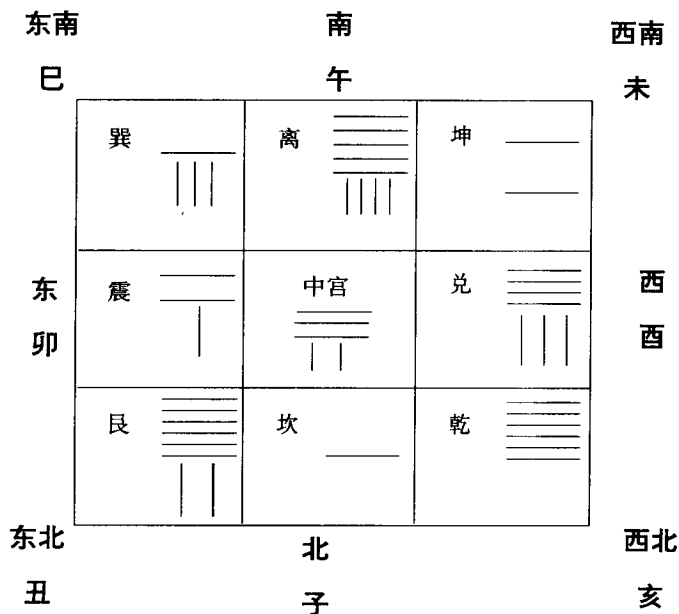 东南 南 西南
巳 午 未
巽 离 坤
东 震 中宫 兑 西
卯 酉
艮 坎 乾
东北 北 西北
丑 子 亥